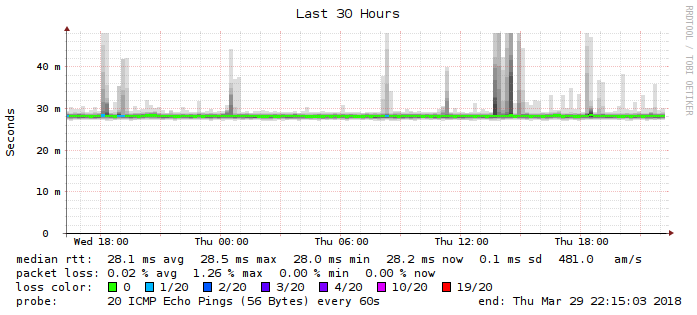 Last 30 Hours
RRDTOOL / TOBI OETIKER
Seconds
40 m
30 m
20 m
10 m
0
Wed 18:00 Thu 00:00 Thu 06:00 Thu 12:00 Thu 18:00
median rtt: 28.1 ms avg 28.5 ms max 28.0 ms min 28.2 ms now 0.1 ms sd 481.0 am/s
packet loss: 0.02 % avg 1.26 % max 0.00 % min 0.00 % now
loss color: 0 1/20 2/20 3/20 4/20 10/20 19/20
probe: 20 ICMP Echo Pings (56 Bytes) every 60s end: Thu Mar 29 22:15:03 2018